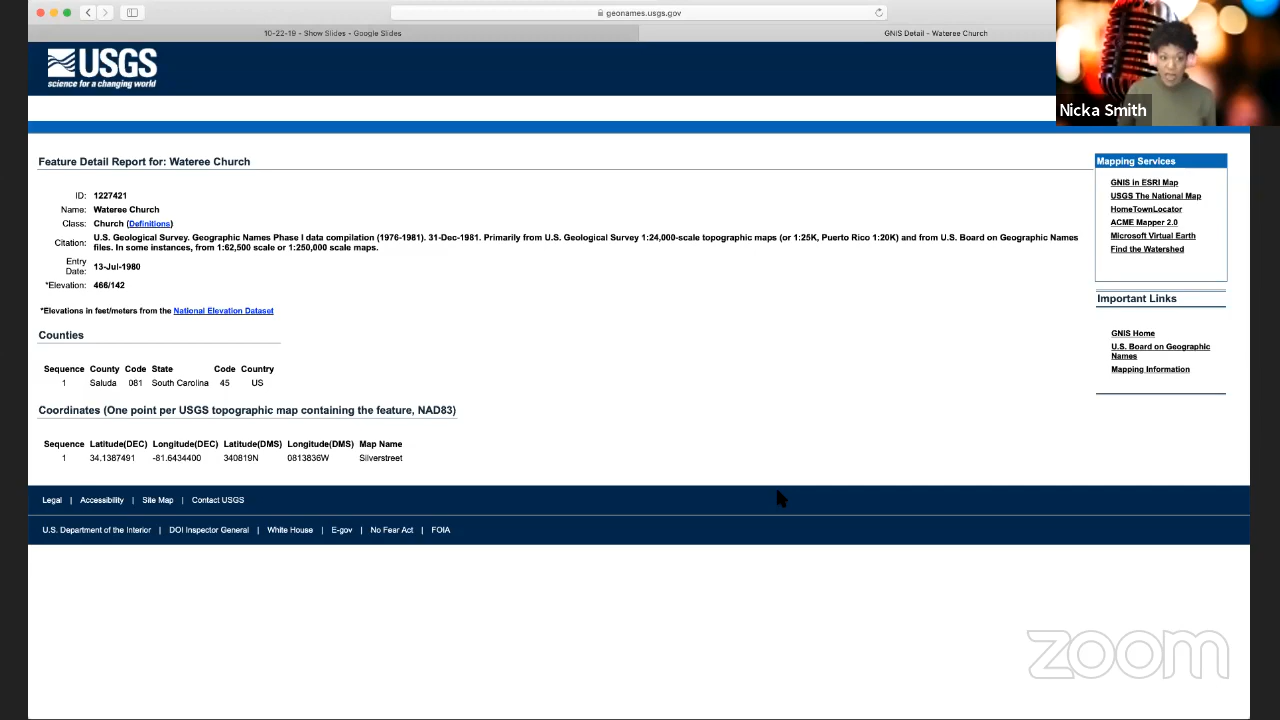 geonames.usgs.gov
10-22-19 - Show Slides - Google Slides
GNIS Detail - Wateree Church
USGS
science for a changing world
Nicka Smith
Feature Detail Report for: Wateree Church
ID: 1227421
Name: Wateree Church
Class: Church (Definitions)
Citation: U.S. Geological Survey. Geographic Names Phase I data compilation (1976-1981). 31-Dec-1981. Primarily from U.S. Geological Survey 1:24,000-scale topographic maps (or 1:25K, Puerto Rico 1:20K) and from U.S. Board on Geographic Names
files. In some instances, from 1:62,500 scale or 1:250,000 scale maps.
Entry
Date: 13-Jul-1980
*Elevation: 466/142
*Elevations in feet/meters from the National Elevation Dataset
Counties
Sequence County Code State Code Country
1 Saluda 081 South Carolina 45 US
Coordinates (One point per USGS topographic map containing the feature, NAD83)
Sequence Latitude(DEC) Longitude(DEC) Latitude(DMS) Longitude(DMS) Map Name
1 34.1387491 -81.6434400 340819N 0813836W Silverstreet
Mapping Services
GNIS in ESRI Map
USGS The National Map
HomeTownLocator
ACME Mapper 2.0
Microsoft Virtual Earth
Find the Watershed
Important Links
GNIS Home
U.S. Board on Geographic
Names
Mapping Information
Legal | Accessibility | Site Map | Contact USGS
U.S. Department of the Interior | DOI Inspector General | White House | E-gov | No Fear Act | FOIA
zoom